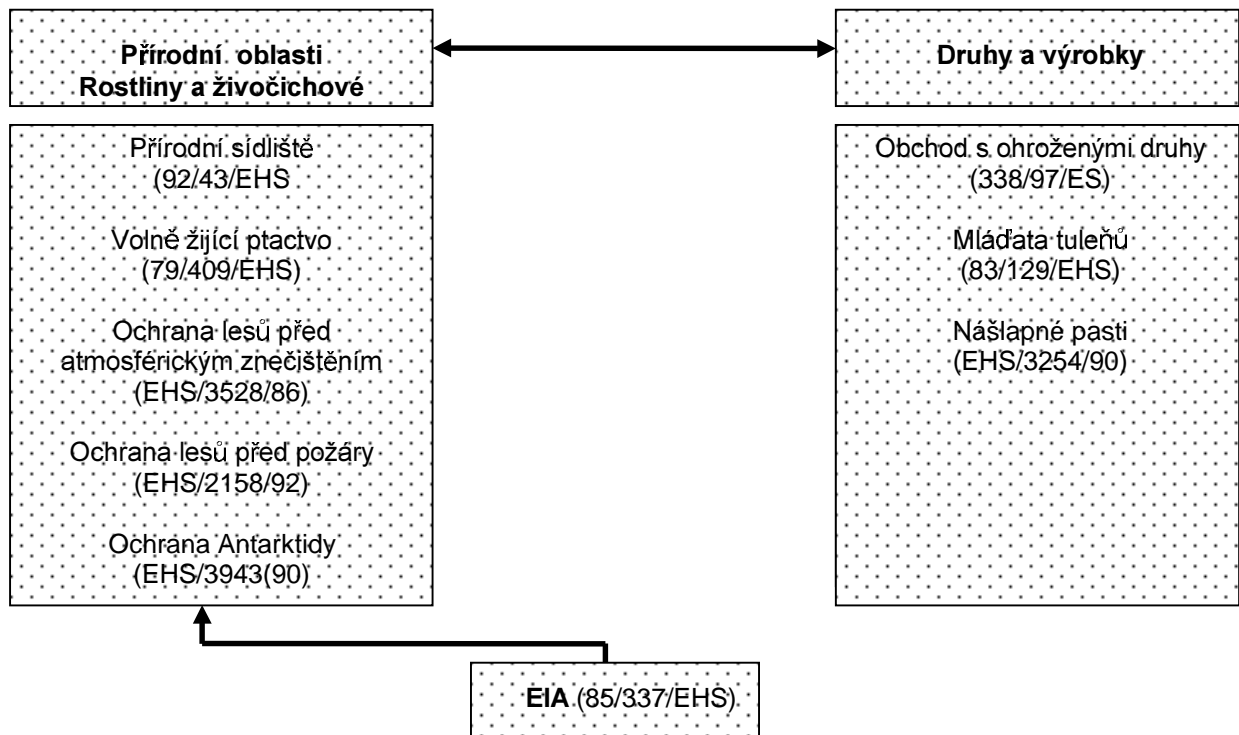 Přírodní oblasti
Rostliny a živočichové
Druhy a výrobky
Přírodní sídliště
(92/43/EHS
Volně žijící ptactvo
(79/409/EHS)
Ochrana lesů před
atmosférickým znečištěním
(EHS/3528/86)
Ochrana lesů před požáry
(EHS/2158/92)
Ochrana Antarktidy
(EHS/3943(90)
Obchod s ohroženými druhy
(338/97/ES)
Mláďata tuleňů
(83/129/EHS)
Nášlapné pasti
(EHS/3254/90)
EIA (85/337/EHS)